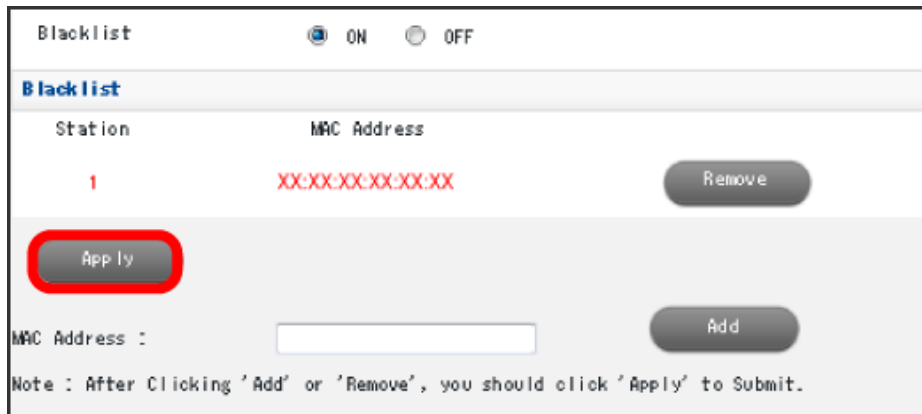 Blacklist ON OFF
Blacklist
Station MAC Address
1 XX:XX:XX:XX:XX:XX Remove
Apply
MAC Address : Add
Note : After Clicking 'Add' or 'Remove', you should click 'Apply' to Submit.